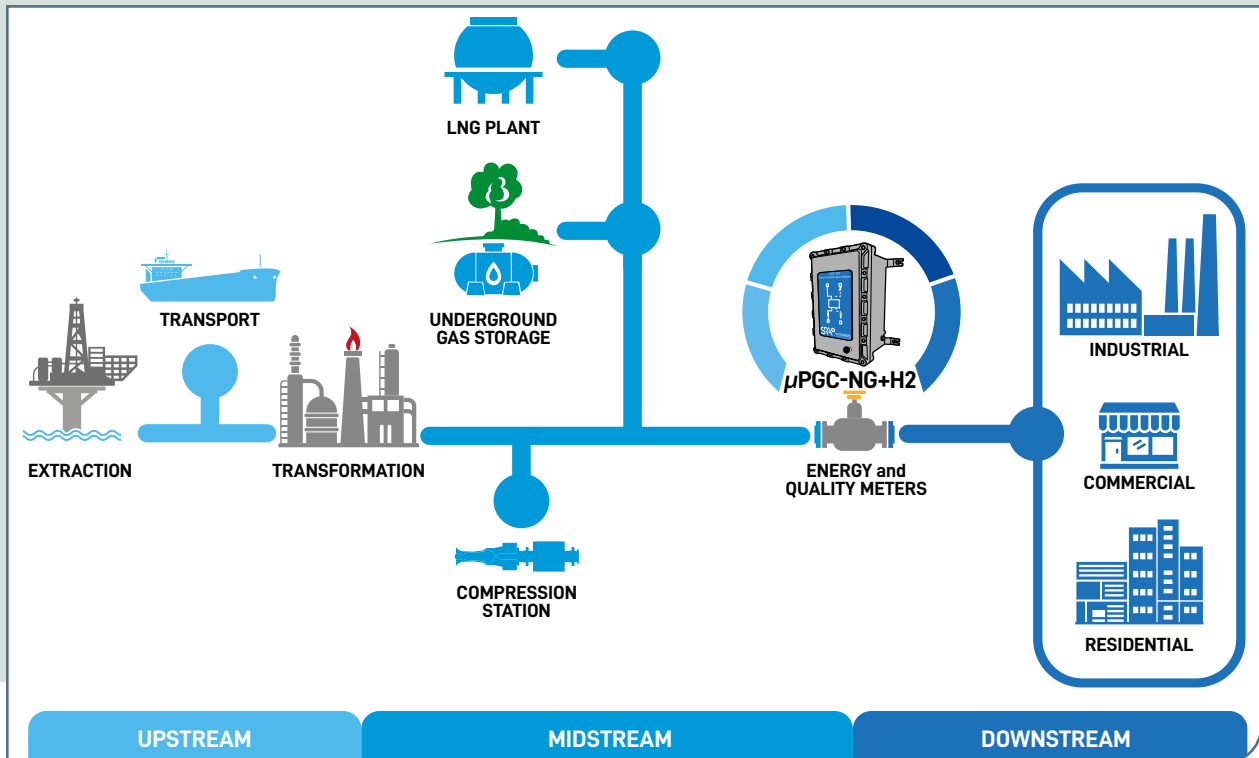 LNG PLANT
UNDERGROUND
GAS STORAGE
TRANSPORT
EXTRACTION
TRANSFORMATION
COMPRESSION
STATION
µPGC-NG+H2
ENERGY and
QUALITY METERS
INDUSTRIAL
COMMERCIAL
RESIDENTIAL
UPSTREAM
MIDSTREAM
DOWNSTREAM